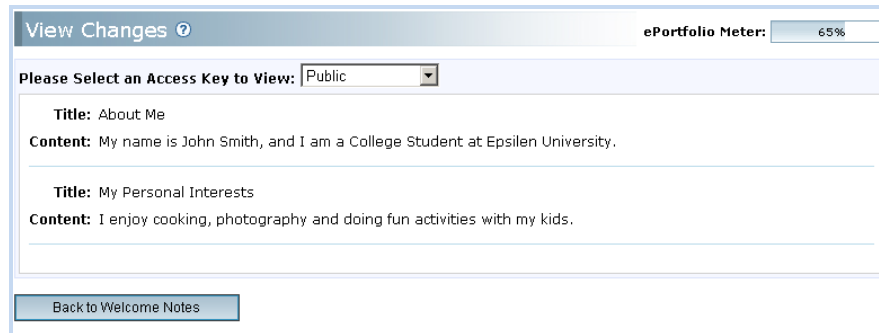 View Changes ?
ePortfolio Meter: 65%
Please Select an Access Key to View: Public
Title: About Me
Content: My name is John Smith, and I am a College Student at Epsilen University.
Title: My Personal Interests
Content: I enjoy cooking, photography and doing fun activities with my kids.
Back to Welcome Notes